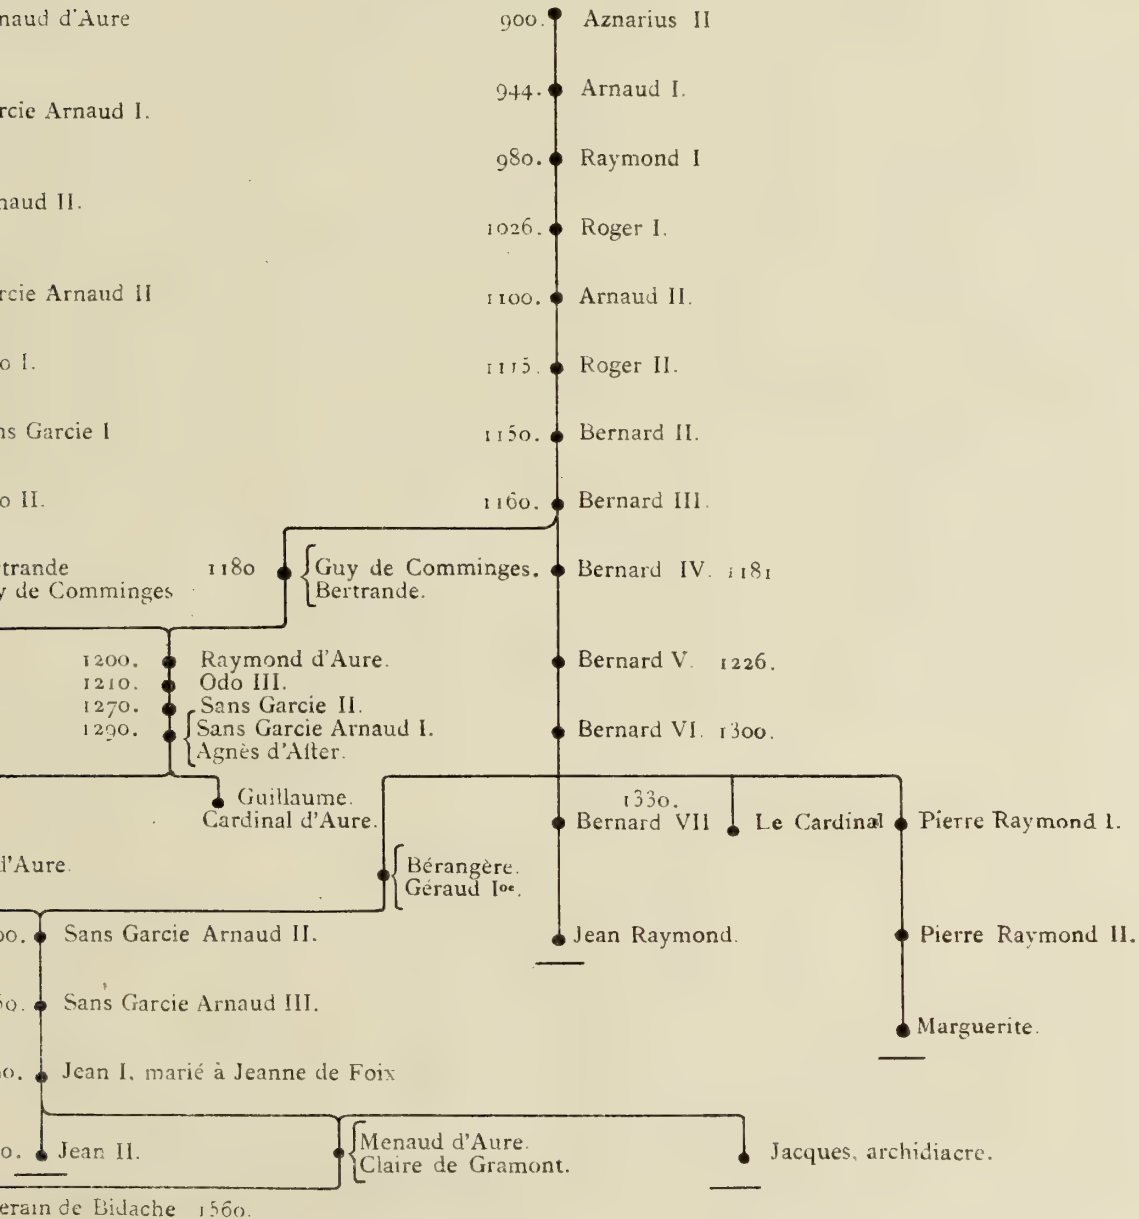 naud d'Aure
900. Aznarius II
944. Arnaud I.
rcie Arnaud I.
980. Raymond I
naud II.
1026. Roger I.
rcie Arnaud II
1100. Arnaud II.
o I.
1115. Roger II.
ns Garcie I
1150. Bernard II.
o II.
1160. Bernard III.
trande
y de Comminges
1180
Guy de Comminges.
Bertrande.
Bernard IV. 1181
1200. Raymond d'Aure.
1210. Odo III.
1270. Sans Garcie II.
1290. Sans Garcie Arnaud I.
Agnès d'Aster.
Bernard V. 1226.
Bernard VI. 1300.
Guillaume.
Cardinal d'Aure.
1330.
Bernard VII
Le Cardinal
Pierre Raymond I.
d'Aure.
Bérangère.
Géraud Ioe.
00. Sans Garcie Arnaud II.
Jean Raymond.
Pierre Raymond II.
Sans Garcie Arnaud III.
Marguerite.
o. Jean I, marié à Jeanne de Foix
o. Jean II.
Menaud d'Aure.
Claire de Gramont.
Jacques, archidiacre.
erain de Bidache 1560.